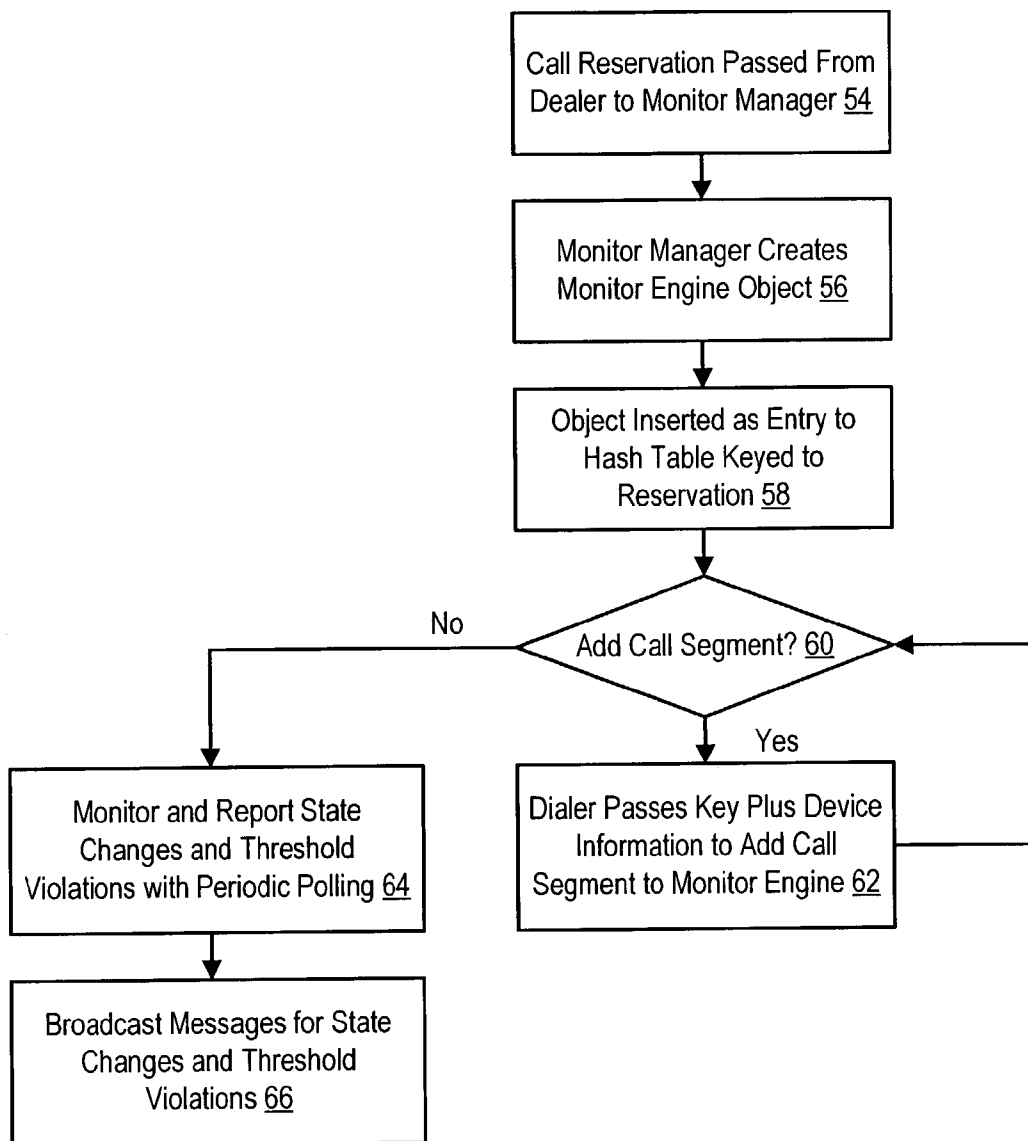 Call Reservation Passed From
Dealer to Monitor Manager 54
Monitor Manager Creates
Monitor Engine Object 56
Object Inserted as Entry to
Hash Table Keyed to
Reservation 58
Add Call Segment? 60
No
Yes
Dialer Passes Key Plus Device
Information to Add Call
Segment to Monitor Engine 62
Monitor and Report State
Changes and Threshold
Violations with Periodic Polling 64
Broadcast Messages for State
Changes and Threshold
Violations 66